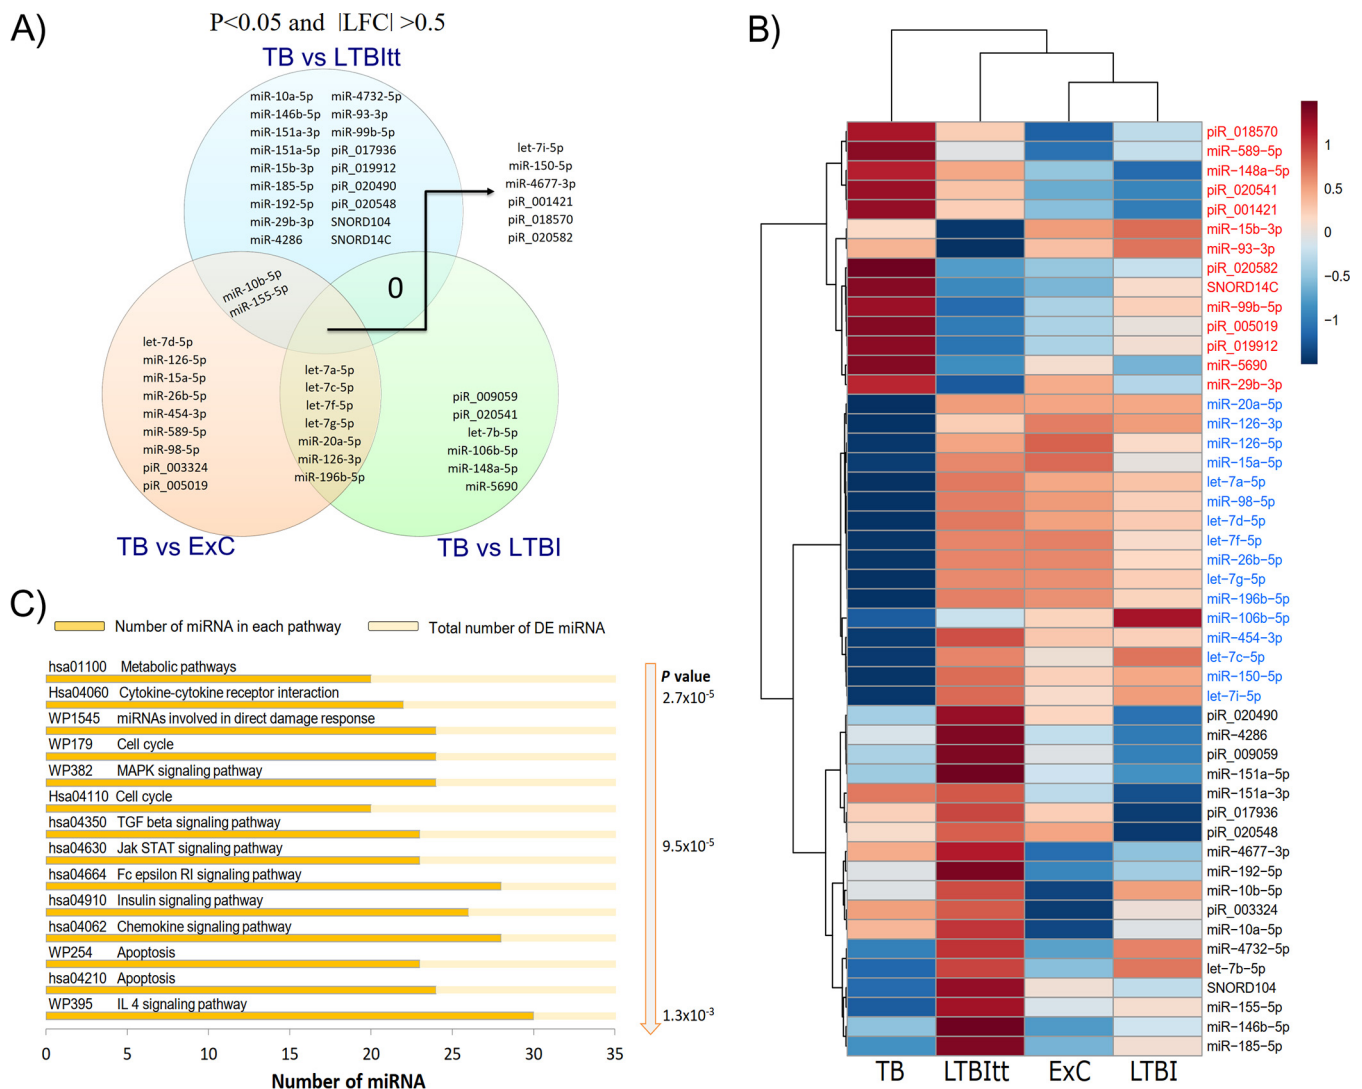 A)
P<0.05 and |LFC| >0.5
TB vs LTBItt
miR-10a-5p miR-4732-5p
miR-146b-5p miR-93-3p
miR-151a-3p miR-99b-5p
miR-151a-5p piR_017936
miR-15b-3p piR_019912
miR-185-5p piR_020490
miR-192-5p piR_020548
miR-29b-3p SNORD104
miR-4286 SNORD14C
let-7i-5p
miR-150-5p
miR-4677-3p
piR_001421
piR_018570
piR_020582
miR-10b-5p
miR-155-5p
0
let-7d-5p
miR-126-5p
miR-15a-5p
miR-26b-5p
miR-454-3p
miR-589-5p
miR-98-5p
piR_003324
piR_005019
let-7a-5p
let-7c-5p
let-7f-5p
let-7g-5p
miR-20a-5p
miR-126-3p
miR-196b-5p
piR_009059
piR_020541
let-7b-5p
miR-106b-5p
miR-148a-5p
miR-5690
TB vs ExC
TB vs LTBI
B)
piR_018570
miR-589-5p
miR-148a-5p
piR_020541
piR_001421
miR-15b-3p
miR-93-3p
piR_020582
SNORD14C
miR-99b-5p
piR_005019
piR_019912
miR-5690
miR-29b-3p
miR-20a-5p
miR-126-3p
miR-126-5p
miR-15a-5p
let-7a-5p
miR-98-5p
let-7d-5p
let-7f-5p
miR-26b-5p
let-7g-5p
miR-196b-5p
miR-106b-5p
miR-454-3p
let-7c-5p
miR-150-5p
let-7i-5p
piR_020490
miR-4286
piR_009059
miR-151a-5p
miR-151a-3p
piR_017936
piR_020548
miR-4677-3p
miR-192-5p
miR-10b-5p
piR_003324
miR-10a-5p
miR-4732-5p
let-7b-5p
SNORD104
miR-155-5p
miR-146b-5p
miR-185-5p
TB LTBItt ExC LTBI
1
0.5
0
−0.5
−1
C)
Number of miRNA in each pathway Total number of DE miRNA
hsa01100 Metabolic pathways
Hsa04060 Cytokine-cytokine receptor interaction
WP1545 miRNAs involved in direct damage response
WP179 Cell cycle
WP382 MAPK signaling pathway
Hsa04110 Cell cycle
hsa04350 TGF beta signaling pathway
hsa04630 Jak STAT signaling pathway
hsa04664 Fc epsilon RI signaling pathway
hsa04910 Insulin signaling pathway
hsa04062 Chemokine signaling pathway
WP254 Apoptosis
hsa04210 Apoptosis
WP395 IL 4 signaling pathway
0 5 10 15 20 25 30 35
Number of miRNA
P value
2.7x10⁻⁵
9.5x10⁻⁵
1.3x10⁻³